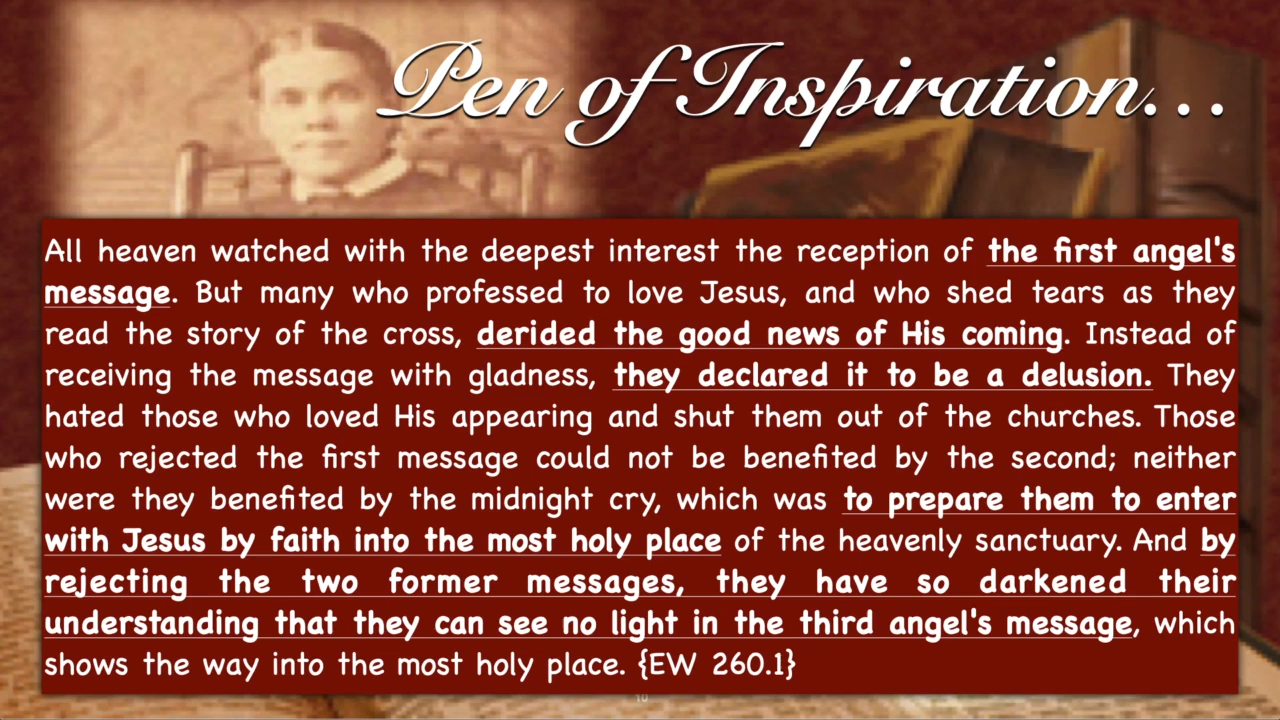 Pen of Inspiration...
All heaven watched with the deepest interest the reception of the first angel's
message. But many who professed to love Jesus, and who shed tears as they
read the story of the cross, derided the good news of His coming. Instead of
receiving the message with gladness, they declared it to be a delusion. They
hated those who loved His appearing and shut them out of the churches. Those
who rejected the first message could not be benefited by the second; neither
were they benefited by the midnight cry, which was to prepare them to enter
with Jesus by faith into the most holy place of the heavenly sanctuary. And by
rejecting the two former messages, they have so darkened their
understanding that they can see no light in the third angel's message, which
shows the way into the most holy place. {EW 260.1}
10